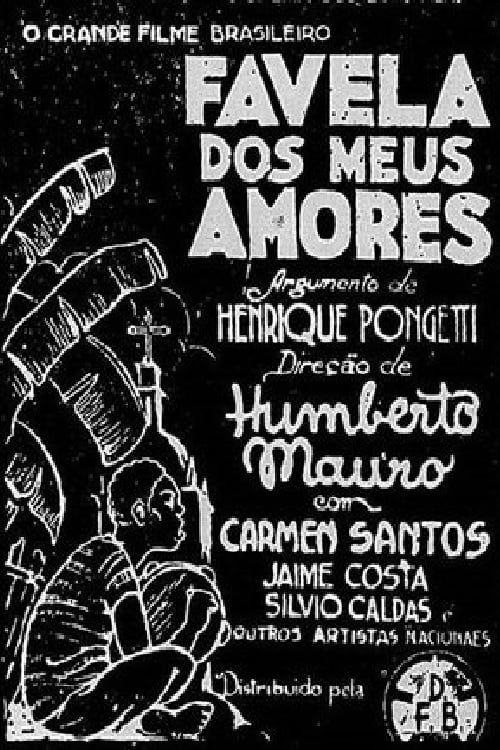 O GRANDE FILME BRASILEIRO
FAVELA
DOS MEUS
AMORES
Argumento de
HENRIQUE PONGETTI
Direção de
Humberto
Mauro
com
CARMEN SANTOS
JAIME COSTA
SILVIO CALDAS e
OUTROS ARTISTAS NACIONAES
Distribuido pela
D
F.B.